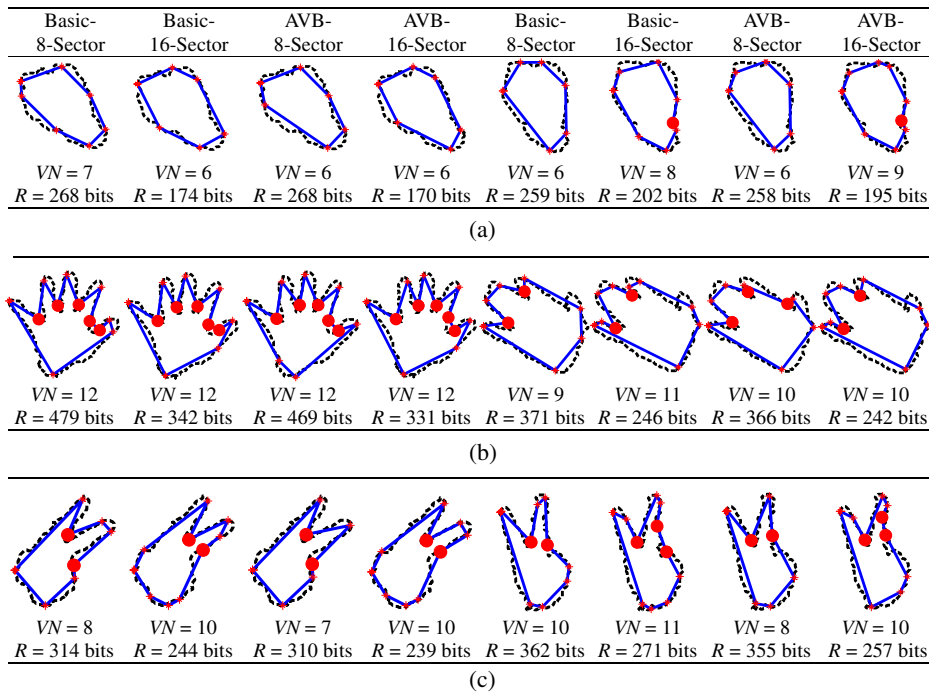 Basic- Basic- AVB- AVB- Basic- Basic- AVB- AVB-
8-Sector 16-Sector 8-Sector 16-Sector 8-Sector 16-Sector 8-Sector 16-Sector
VN = 7 VN = 6 VN = 6 VN = 6 VN = 6 VN = 8 VN = 6 VN = 9
R = 268 bits R = 174 bits R = 268 bits R = 170 bits R = 259 bits R = 202 bits R = 258 bits R = 195 bits
(a)
VN = 12 VN = 12 VN = 12 VN = 12 VN = 9 VN = 11 VN = 10 VN = 10
R = 479 bits R = 342 bits R = 469 bits R = 331 bits R = 371 bits R = 246 bits R = 366 bits R = 242 bits
(b)
VN = 8 VN = 10 VN = 7 VN = 10 VN = 10 VN = 11 VN = 8 VN = 10
R = 314 bits R = 244 bits R = 310 bits R = 239 bits R = 362 bits R = 271 bits R = 355 bits R = 257 bits
(c)